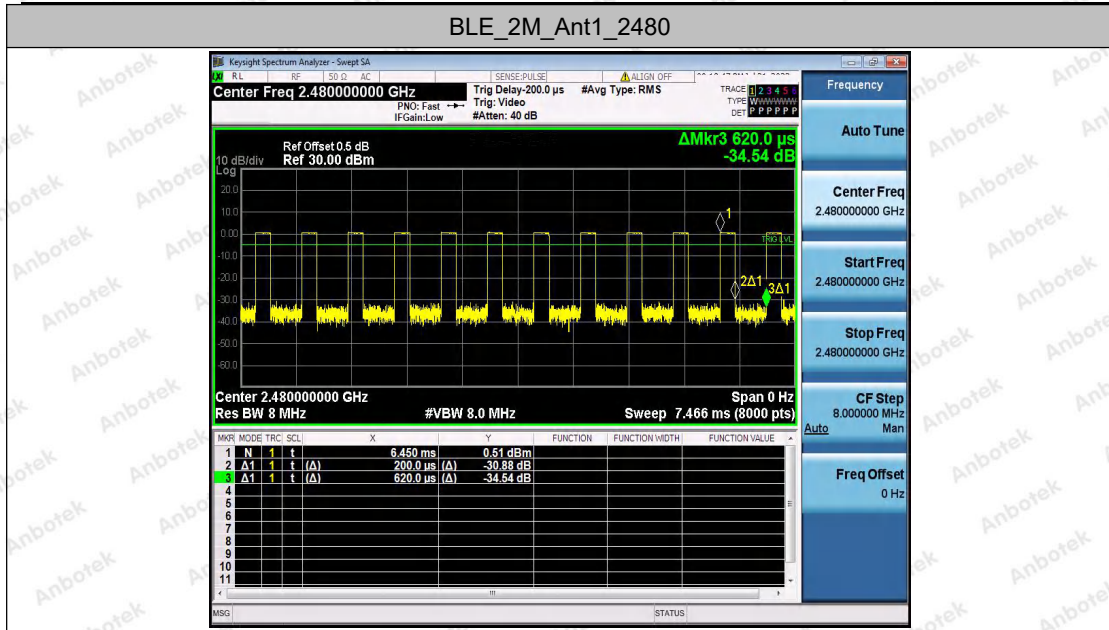 BLE_2M_Ant1_2480
Keysight Spectrum Analyzer - Swept SA
RL RF 50 Ω AC SENSE:PULSE ALIGN OFF
Center Freq 2.480000000 GHz
PNO: Fast
IFGain:Low
Trig Delay-200.0 µs
Trig: Video
#Atten: 40 dB
#Avg Type: RMS
TRACE 1 2 3 4 5 6
TYPE WWWWWW
DET P P P P P P
Ref Offset 0.5 dB
10 dB/div Ref 30.00 dBm
Log
ΔMkr3 620.0 µs
-34.54 dB
20.0
10.0
0.00
-10.0
-20.0
-30.0
-40.0
-50.0
-60.0
1
TRIG LVL
2Δ1
3Δ1
Center 2.480000000 GHz Span 0 Hz
Res BW 8 MHz #VBW 8.0 MHz Sweep 7.466 ms (8000 pts)
MKR MODE TRC SCL X Y FUNCTION FUNCTION WIDTH FUNCTION VALUE
1 N 1 t 6.450 ms 0.51 dBm
2 Δ1 1 t (Δ) 200.0 µs (Δ) -30.88 dB
3 Δ1 1 t (Δ) 620.0 µs (Δ) -34.54 dB
4
5
6
7
8
9
10
11
MSG STATUS
Frequency
Auto Tune
Center Freq
2.480000000 GHz
Start Freq
2.480000000 GHz
Stop Freq
2.480000000 GHz
CF Step
8.000000 MHz
Auto Man
Freq Offset
0 Hz
Anbotek